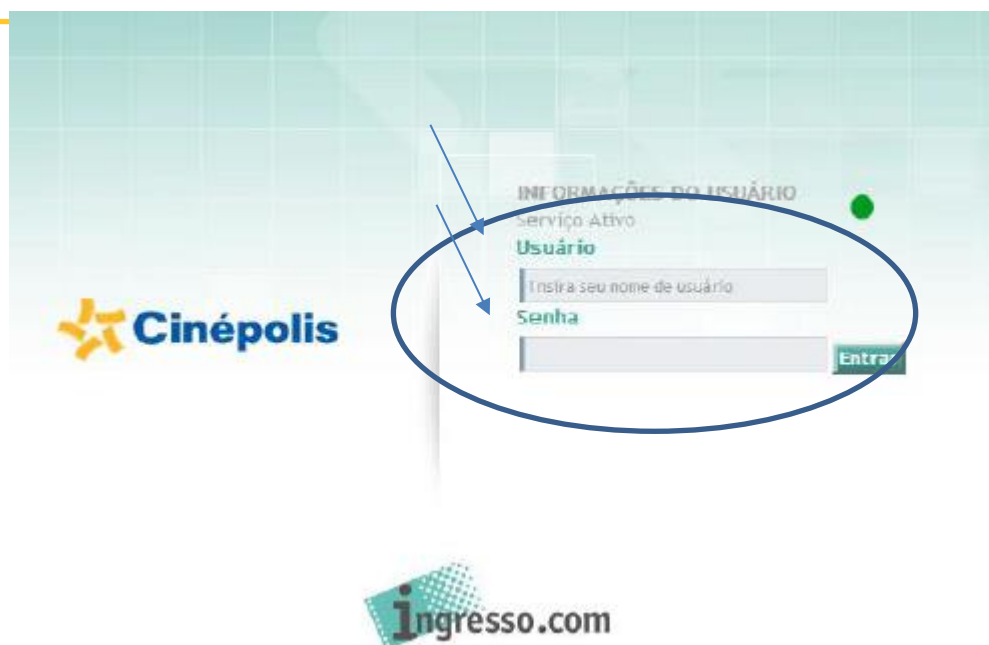 INFORMAÇÕES DO USUÁRIO
Serviço Ativo
Usuário
Insira seu nome de usuário
Senha
Entrar
Cinépolis
ingresso.com